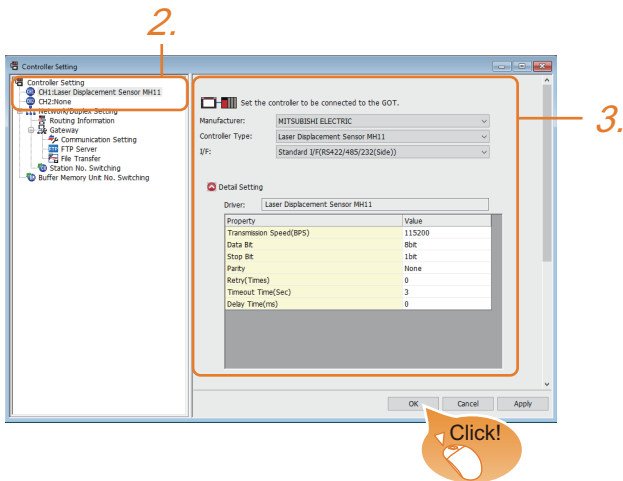 2.
Controller Setting
Controller Setting
CH1:Laser Displacement Sensor MH11
CH2:None
Network/Duplex Setting
Routing Information
Gateway
Communication Setting
FTP Server
File Transfer
Station No. Switching
Buffer Memory Unit No. Switching
Set the controller to be connected to the GOT.
Manufacturer: MITSUBISHI ELECTRIC
Controller Type: Laser Displacement Sensor MH11
I/F: Standard I/F(RS422/485/232(Side))
3.
Detail Setting
Driver: Laser Displacement Sensor MH11
Property Value
Transmission Speed(BPS) 115200
Data Bit 8bit
Stop Bit 1bit
Parity None
Retry(Times) 0
Timeout Time(Sec) 3
Delay Time(ms) 0
OK Cancel Apply
Click!